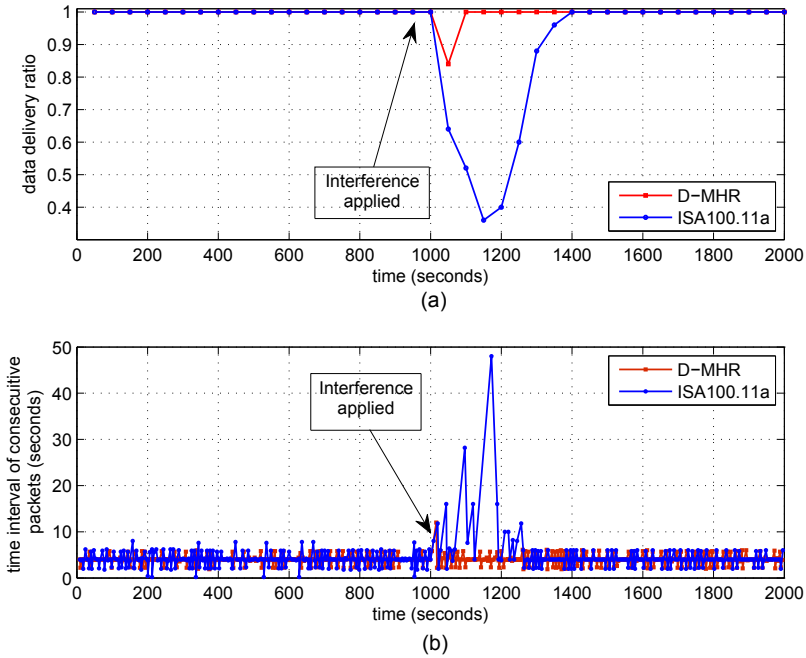 1
0.9
0.8
0.7
0.6
0.5
0.4
data delivery ratio
Interference
applied
D-MHR
ISA100.11a
0 200 400 600 800 1000 1200 1400 1600 1800 2000
time (seconds)
(a)
50
40
30
20
10
0
time interval of consecuitive
packets (seconds)
Interference
applied
D-MHR
ISA100.11a
0 200 400 600 800 1000 1200 1400 1600 1800 2000
time (seconds)
(b)